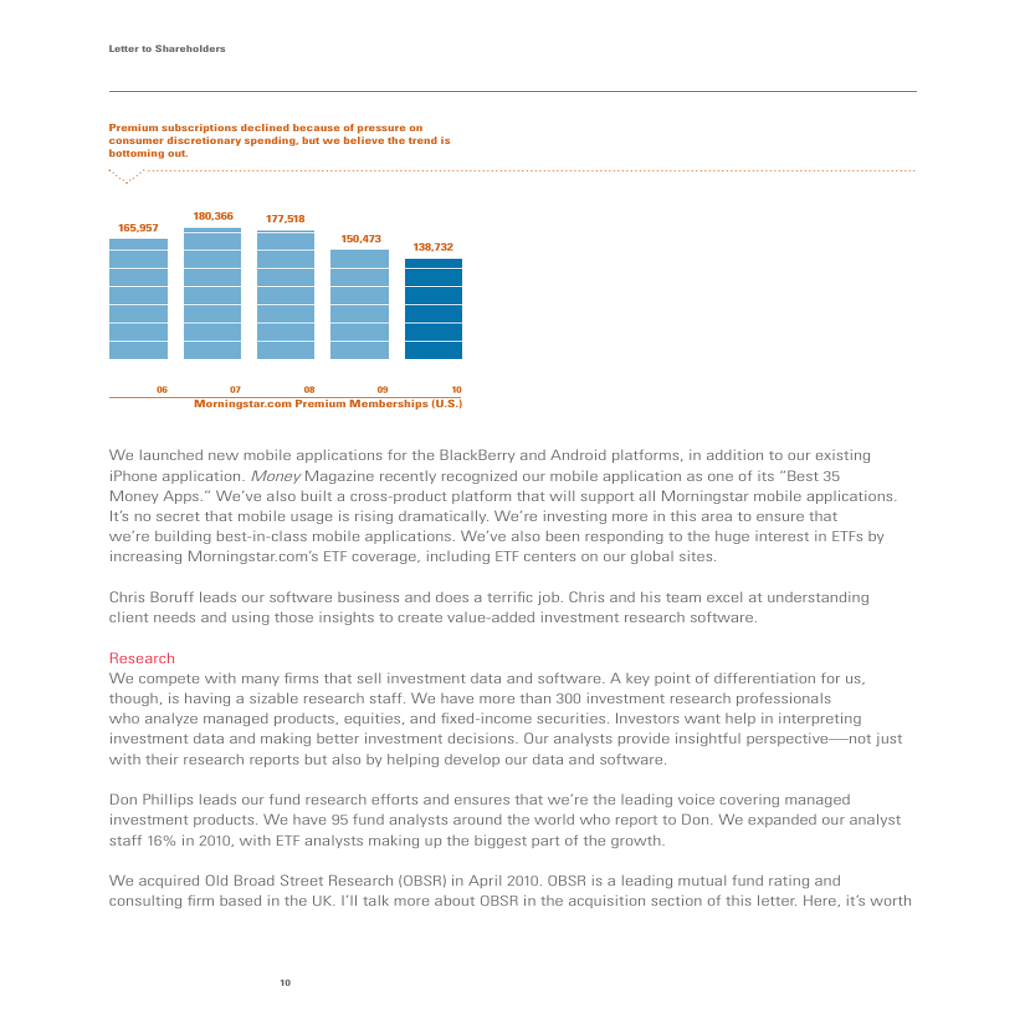 Letter to Shareholders
Premium subscriptions declined because of pressure on
consumer discretionary spending, but we believe the trend is
bottoming out.
165,957
180,366
177,518
150,473
138,732
06 07 08 09 10
Morningstar.com Premium Memberships (U.S.)
We launched new mobile applications for the BlackBerry and Android platforms, in addition to our existing
iPhone application. Money Magazine recently recognized our mobile application as one of its “Best 35
Money Apps.” We’ve also built a cross-product platform that will support all Morningstar mobile applications.
It’s no secret that mobile usage is rising dramatically. We’re investing more in this area to ensure that
we’re building best-in-class mobile applications. We’ve also been responding to the huge interest in ETFs by
increasing Morningstar.com’s ETF coverage, including ETF centers on our global sites.
Chris Boruff leads our software business and does a terrific job. Chris and his team excel at understanding
client needs and using those insights to create value-added investment research software.
Research
We compete with many firms that sell investment data and software. A key point of differentiation for us,
though, is having a sizable research staff. We have more than 300 investment research professionals
who analyze managed products, equities, and fixed-income securities. Investors want help in interpreting
investment data and making better investment decisions. Our analysts provide insightful perspective—not just
with their research reports but also by helping develop our data and software.
Don Phillips leads our fund research efforts and ensures that we’re the leading voice covering managed
investment products. We have 95 fund analysts around the world who report to Don. We expanded our analyst
staff 16% in 2010, with ETF analysts making up the biggest part of the growth.
We acquired Old Broad Street Research (OBSR) in April 2010. OBSR is a leading mutual fund rating and
consulting firm based in the UK. I’ll talk more about OBSR in the acquisition section of this letter. Here, it’s worth
10